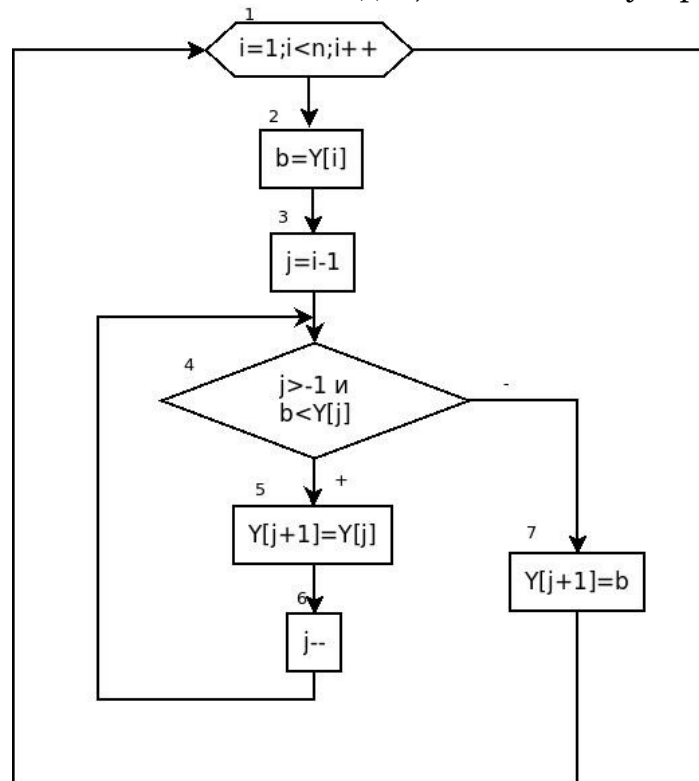 1
i=1;i<n;i++
2
b=Y[i]
3
j=i-1
4
j>-1 и
b<Y[j]
-
+
5
Y[j+1]=Y[j]
7
Y[j+1]=b
6
j--